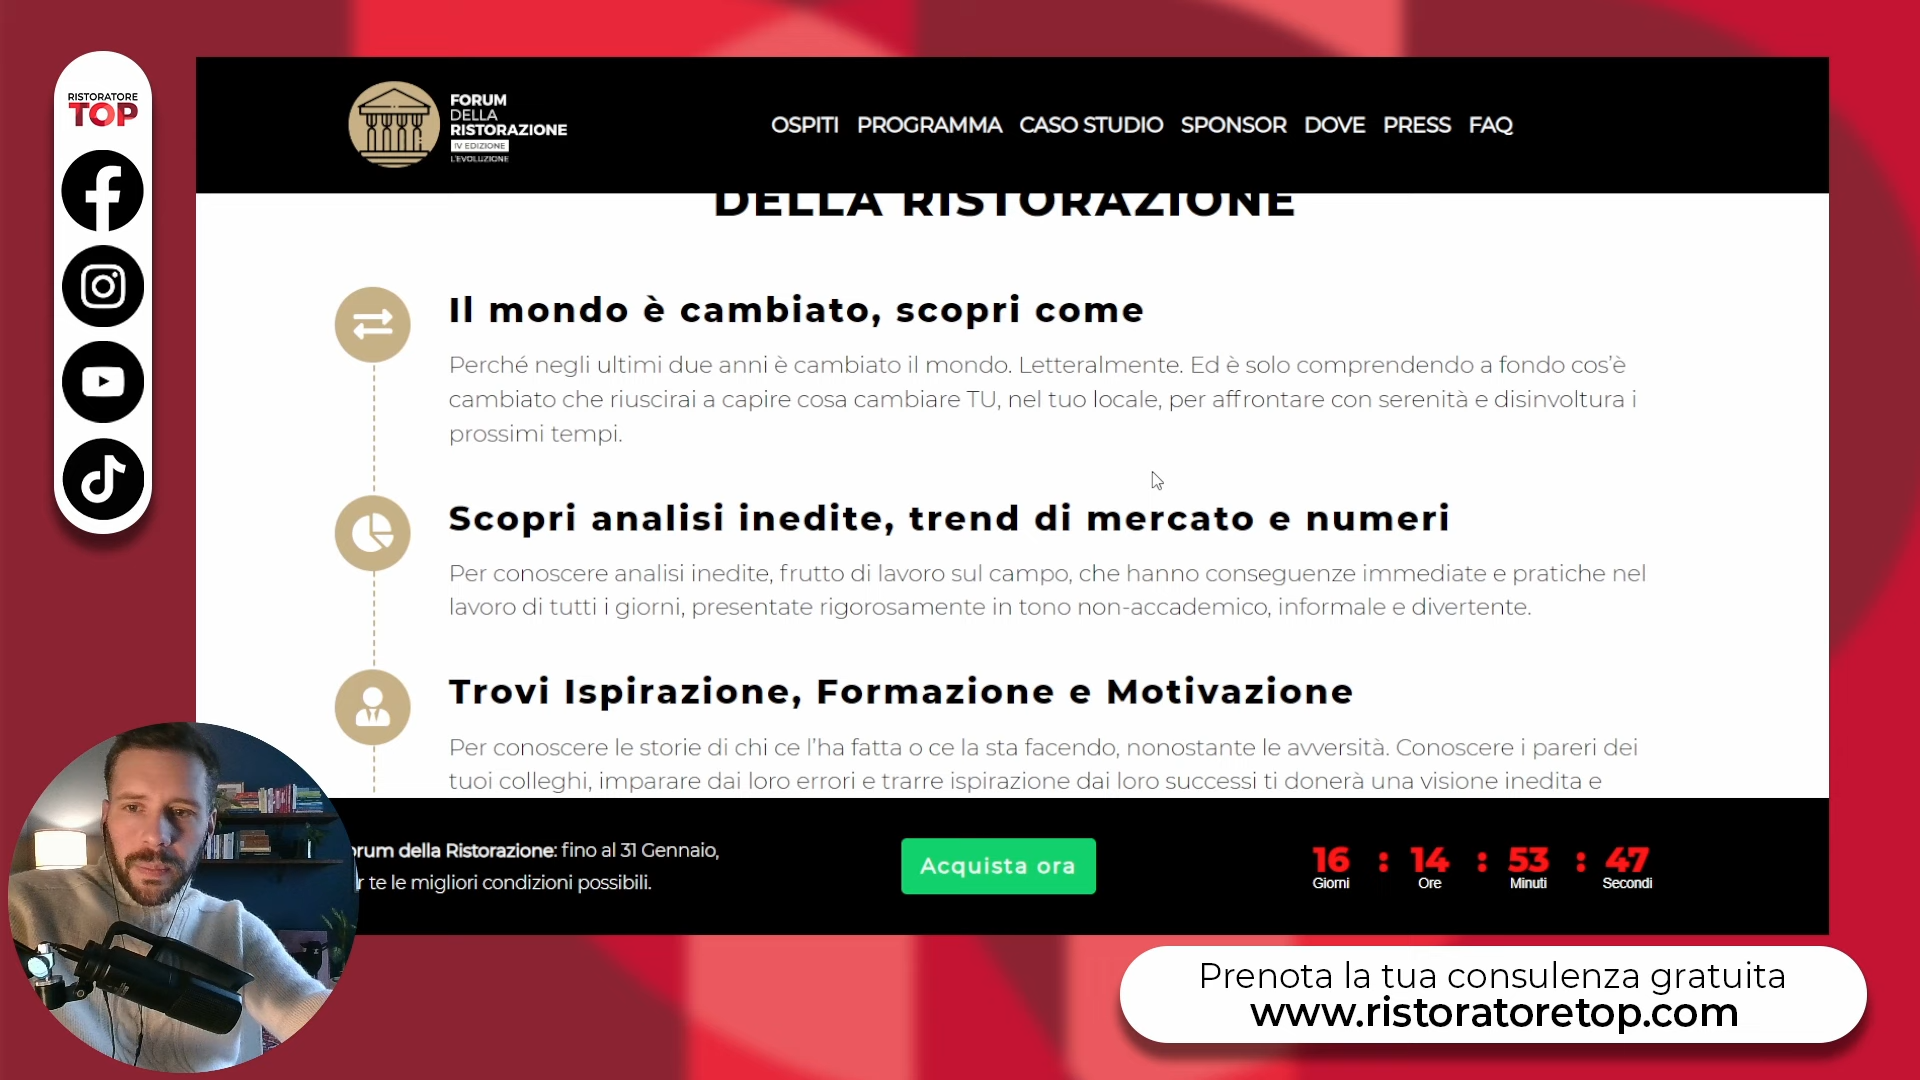 RISTORATORE
TOP
FORUM
DELLA
RISTORAZIONE
IV EDIZIONE
L'EVOLUZIONE
OSPITI PROGRAMMA CASO STUDIO SPONSOR DOVE PRESS FAQ
DELLA RISTORAZIONE
Il mondo è cambiato, scopri come
Perché negli ultimi due anni è cambiato il mondo. Letteralmente. Ed è solo comprendendo a fondo cos'è
cambiato che riuscirai a capire cosa cambiare TU, nel tuo locale, per affrontare con serenità e disinvoltura i
prossimi tempi.
Scopri analisi inedite, trend di mercato e numeri
Per conoscere analisi inedite, frutto di lavoro sul campo, che hanno conseguenze immediate e pratiche nel
lavoro di tutti i giorni, presentate rigorosamente in tono non-accademico, informale e divertente.
Trovi Ispirazione, Formazione e Motivazione
Per conoscere le storie di chi ce l'ha fatta o ce la sta facendo, nonostante le avversità. Conoscere i pareri dei
tuoi colleghi, imparare dai loro errori e trarre ispirazione dai loro successi ti donerà una visione inedita e
orum della Ristorazione: fino al 31 Gennaio,
r te le migliori condizioni possibili.
Acquista ora
16 : 14 : 53 : 47
Giorni Ore Minuti Secondi
Prenota la tua consulenza gratuita
www.ristoratoretop.com